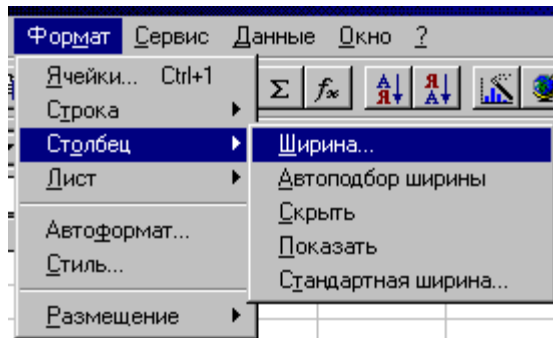 Формат Сервис Данные Окно ?
Ячейки... Ctrl+1
Строка
Столбец
Лист
Автоформат...
Стиль...
Размещение
Σ fx А Я Я А
Ширина...
Автоподбор ширины
Скрыть
Показать
Стандартная ширина...